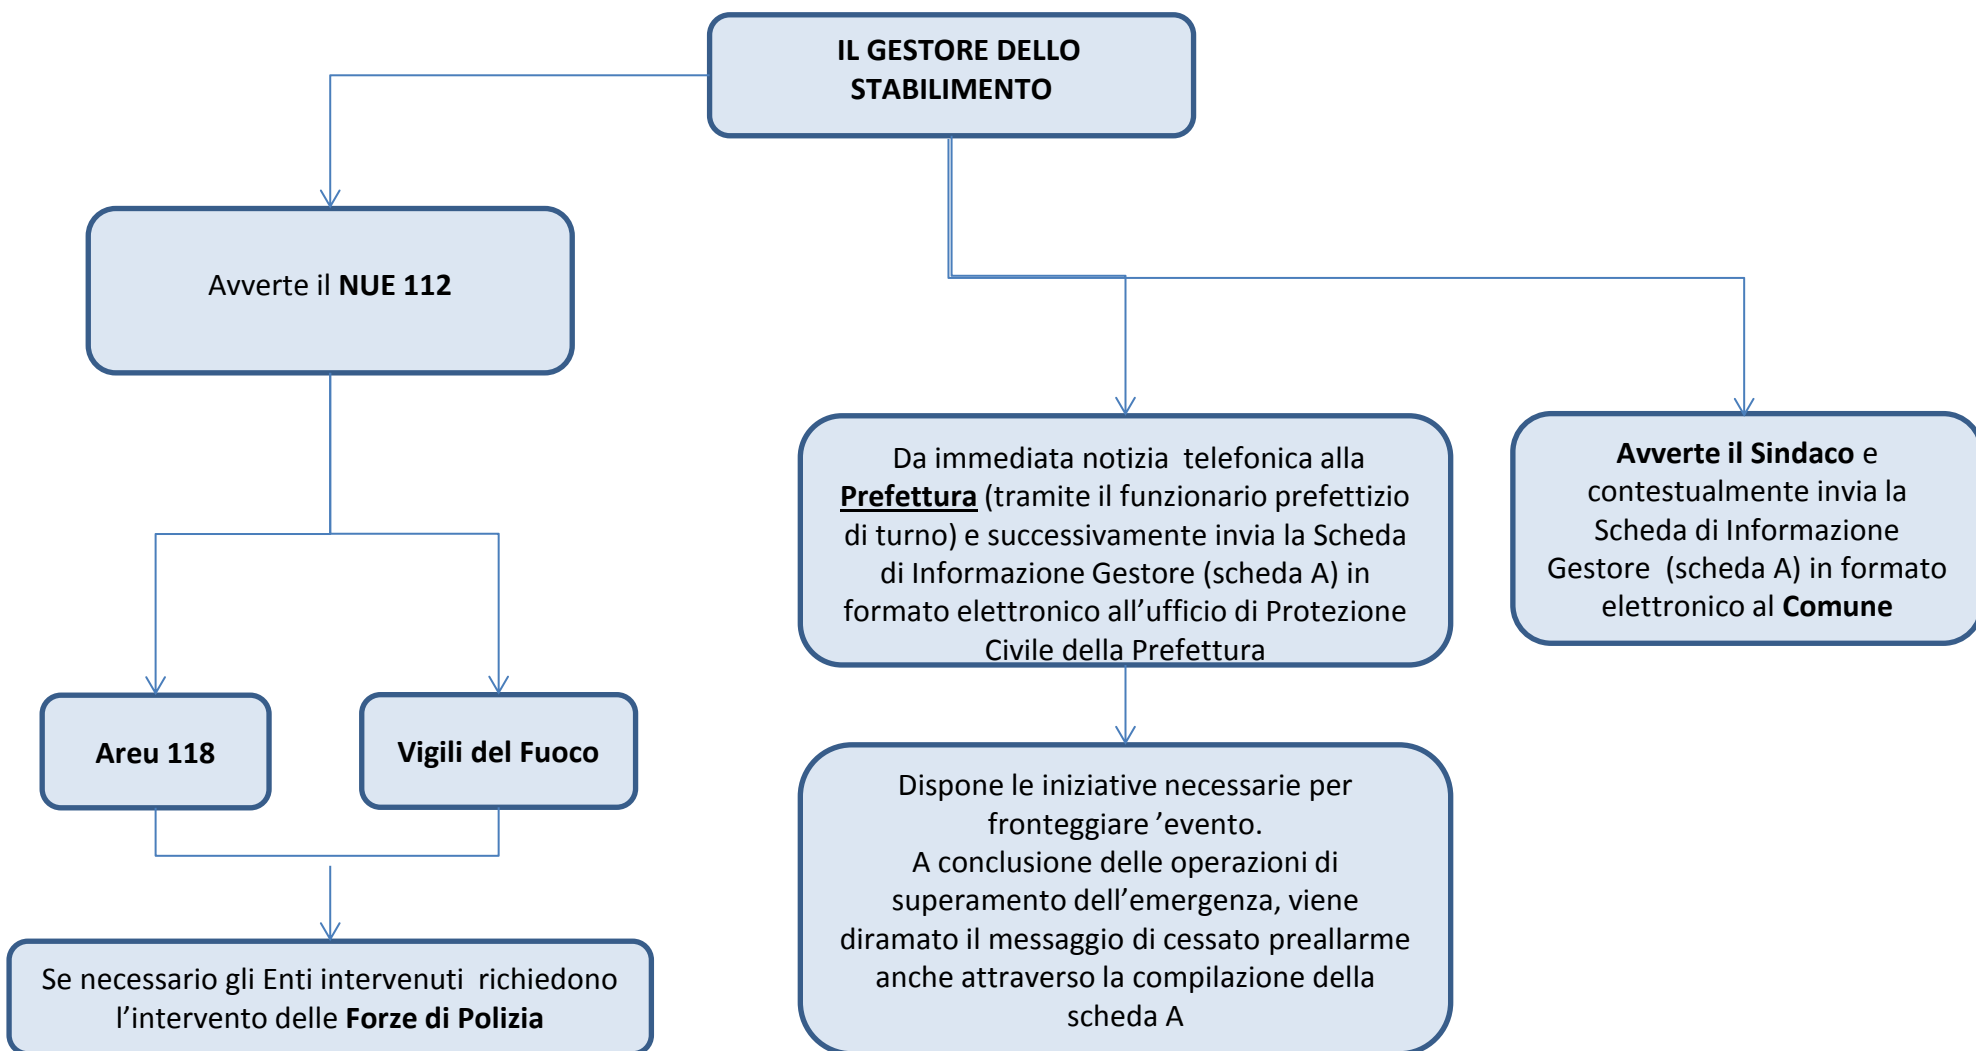 IL GESTORE DELLO
STABILIMENTO
Avverte il NUE 112
Da immediata notizia telefonica alla
Prefettura (tramite il funzionario prefettizio
di turno) e successivamente invia la Scheda
di Informazione Gestore (scheda A) in
formato elettronico all’ufficio di Protezione
Civile della Prefettura
Avverte il Sindaco e
contestualmente invia la
Scheda di Informazione
Gestore (scheda A) in formato
elettronico al Comune
Areu 118
Vigili del Fuoco
Dispone le iniziative necessarie per
fronteggiare ’evento.
A conclusione delle operazioni di
superamento dell’emergenza, viene
diramato il messaggio di cessato preallarme
anche attraverso la compilazione della
scheda A
Se necessario gli Enti intervenuti richiedono
l’intervento delle Forze di Polizia